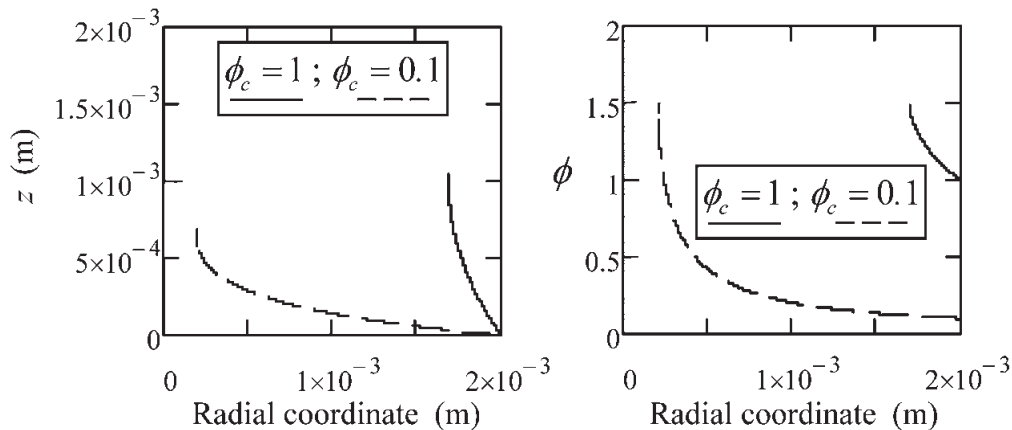 2×10⁻³
1.5×10⁻³
1×10⁻³
5×10⁻⁴
0
z (m)
ϕc = 1 ; ϕc = 0.1
0
1×10⁻³
2×10⁻³
Radial coordinate (m)
2
1.5
1
0.5
0
ϕ
ϕc = 1 ; ϕc = 0.1
0
1×10⁻³
2×10⁻³
Radial coordinate (m)